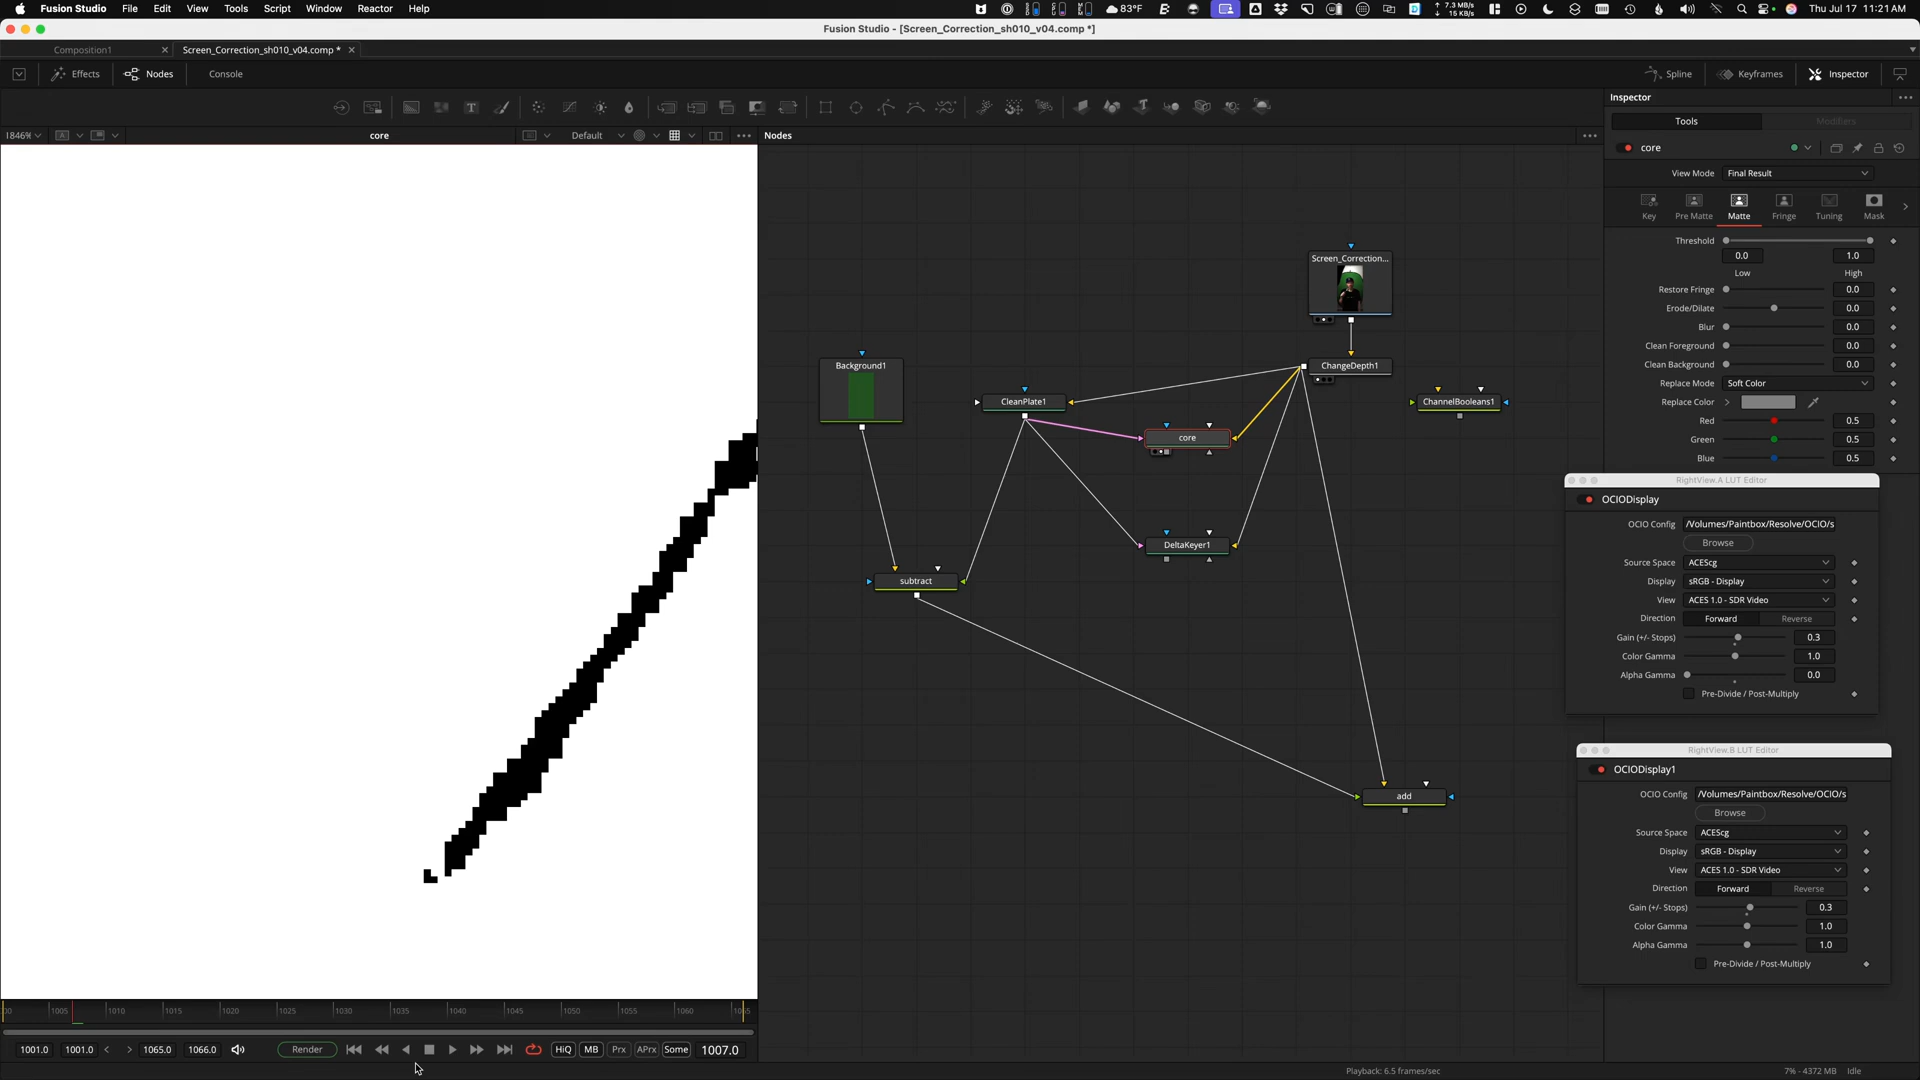 Fusion Studio File Edit View Tools Script Window Reactor Help
83°F 7.3 MB/s 15 KB/s Thu Jul 17 11:21 AM
Fusion Studio - [Screen_Correction_sh010_v04.comp *]
Composition1 Screen_Correction_sh010_v04.comp *
Effects Nodes Console Spline Keyframes Inspector
Inspector
1846% A core Default Nodes
Tools Modifiers
core
View Mode Final Result
Key Pre Matte Matte Fringe Tuning Mask
Threshold
0.0 1.0
Low High
Restore Fringe 0.0
Erode/Dilate 0.0
Blur 0.0
Clean Foreground 0.0
Clean Background 0.0
Replace Mode Soft Color
Replace Color
Red 0.5
Green 0.5
Blue 0.5
Screen_Correction...
Background1
ChangeDepth1
CleanPlate1
ChannelBooleans1
core
DeltaKeyer1
subtract
add
RightView.A LUT Editor
OCIODisplay
OCIO Config /Volumes/Paintbox/Resolve/OCIO/s
Browse
Source Space ACEScg
Display sRGB - Display
View ACES 1.0 - SDR Video
Direction Forward Reverse
Gain (+/- Stops) 0.3
Color Gamma 1.0
Alpha Gamma 0.0
Pre-Divide / Post-Multiply
RightView.B LUT Editor
OCIODisplay1
OCIO Config /Volumes/Paintbox/Resolve/OCIO/s
Browse
Source Space ACEScg
Display sRGB - Display
View ACES 1.0 - SDR Video
Direction Forward Reverse
Gain (+/- Stops) 0.3
Color Gamma 1.0
Alpha Gamma 1.0
Pre-Divide / Post-Multiply
1005 1010 1015 1020 1025 1030 1035 1040 1045 1050 1055 1060
1001.0 1001.0 1065.0 1066.0 Render HiQ MB Prx APrx Some 1007.0
Playback: 6.5 frames/sec 7% - 4372 MB Idle